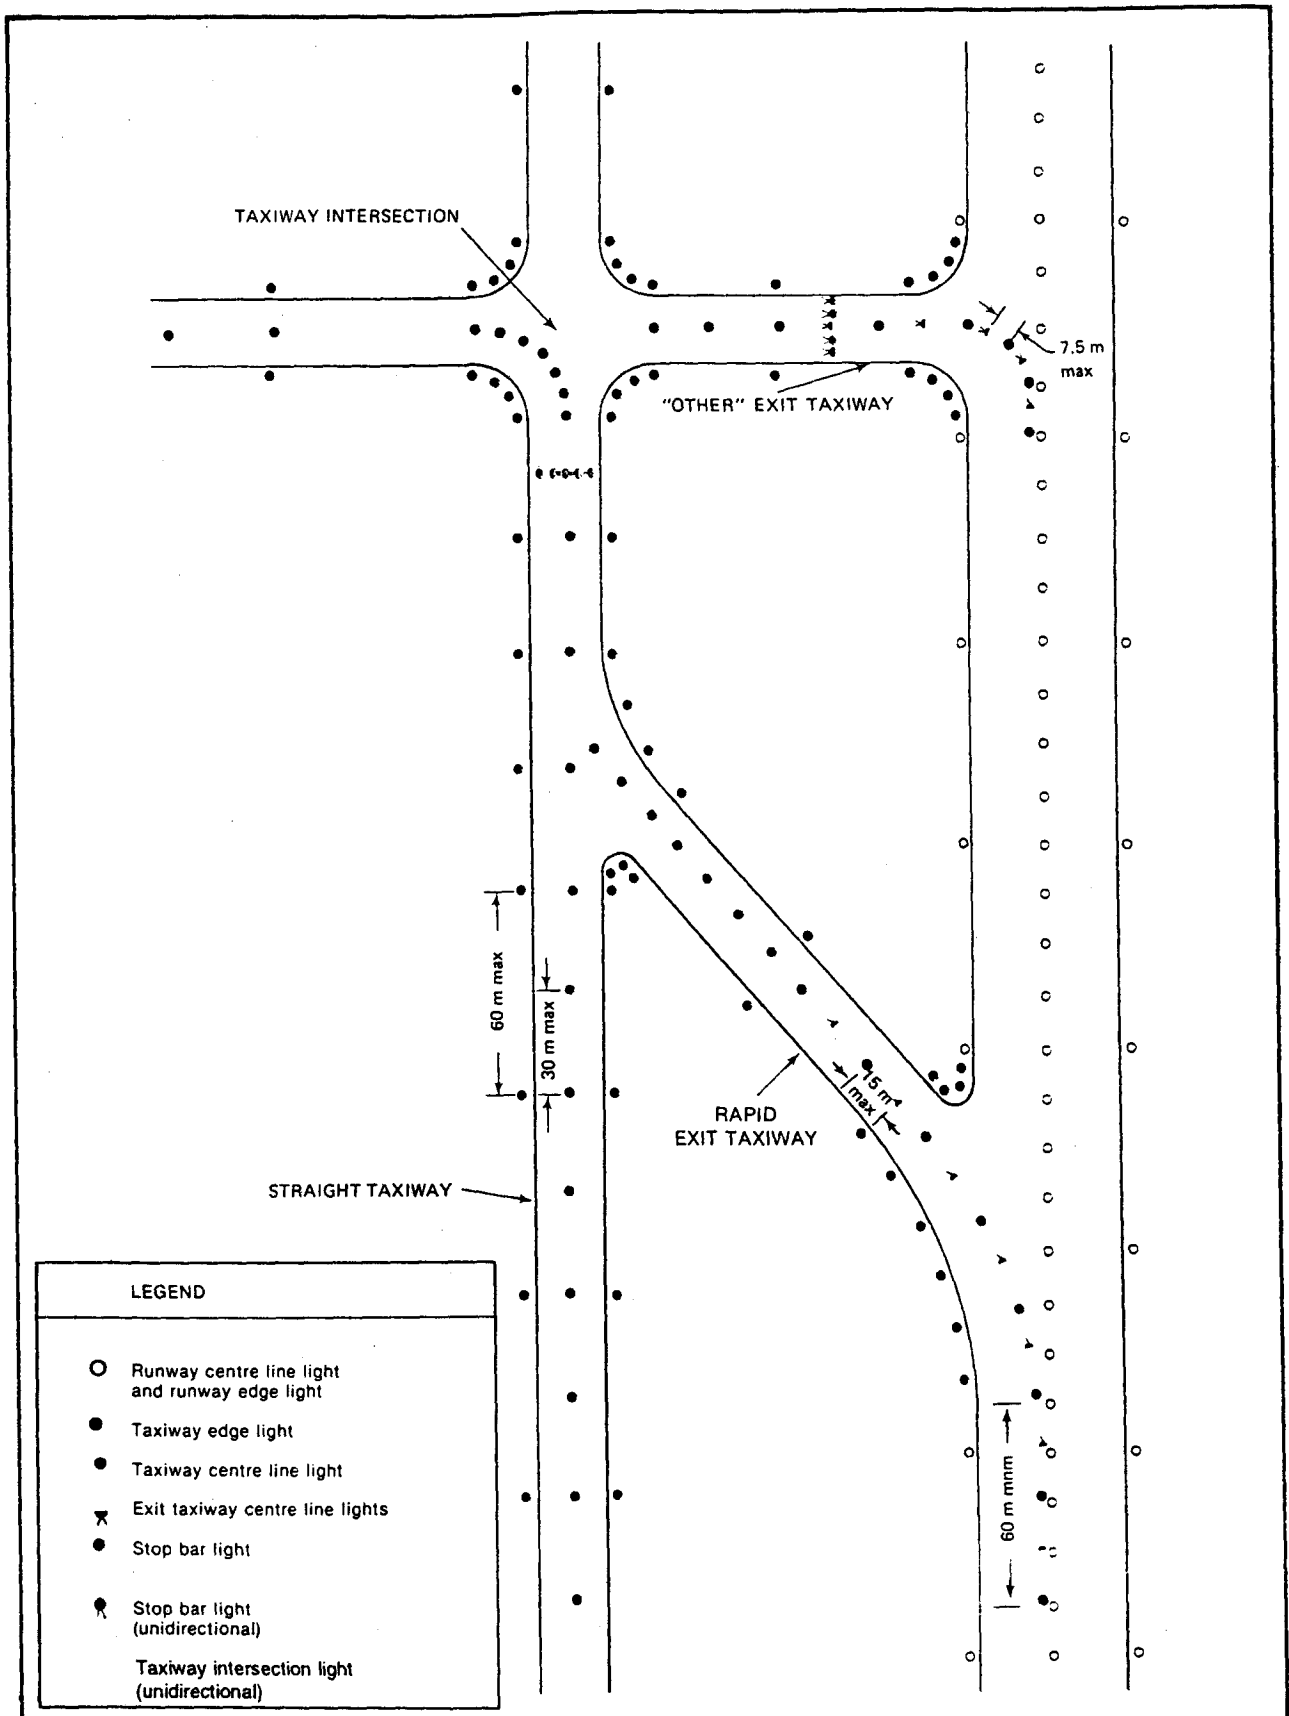 TAXIWAY INTERSECTION
7.5 m
max
"OTHER" EXIT TAXIWAY
60 m max
30 m max
15 m
max
RAPID
EXIT TAXIWAY
STRAIGHT TAXIWAY
60 m mnm
LEGEND
Runway centre line light
and runway edge light
Taxiway edge light
Taxiway centre line light
Exit taxiway centre line lights
Stop bar light
Stop bar light
(unidirectional)
Taxiway intersection light
(unidirectional)